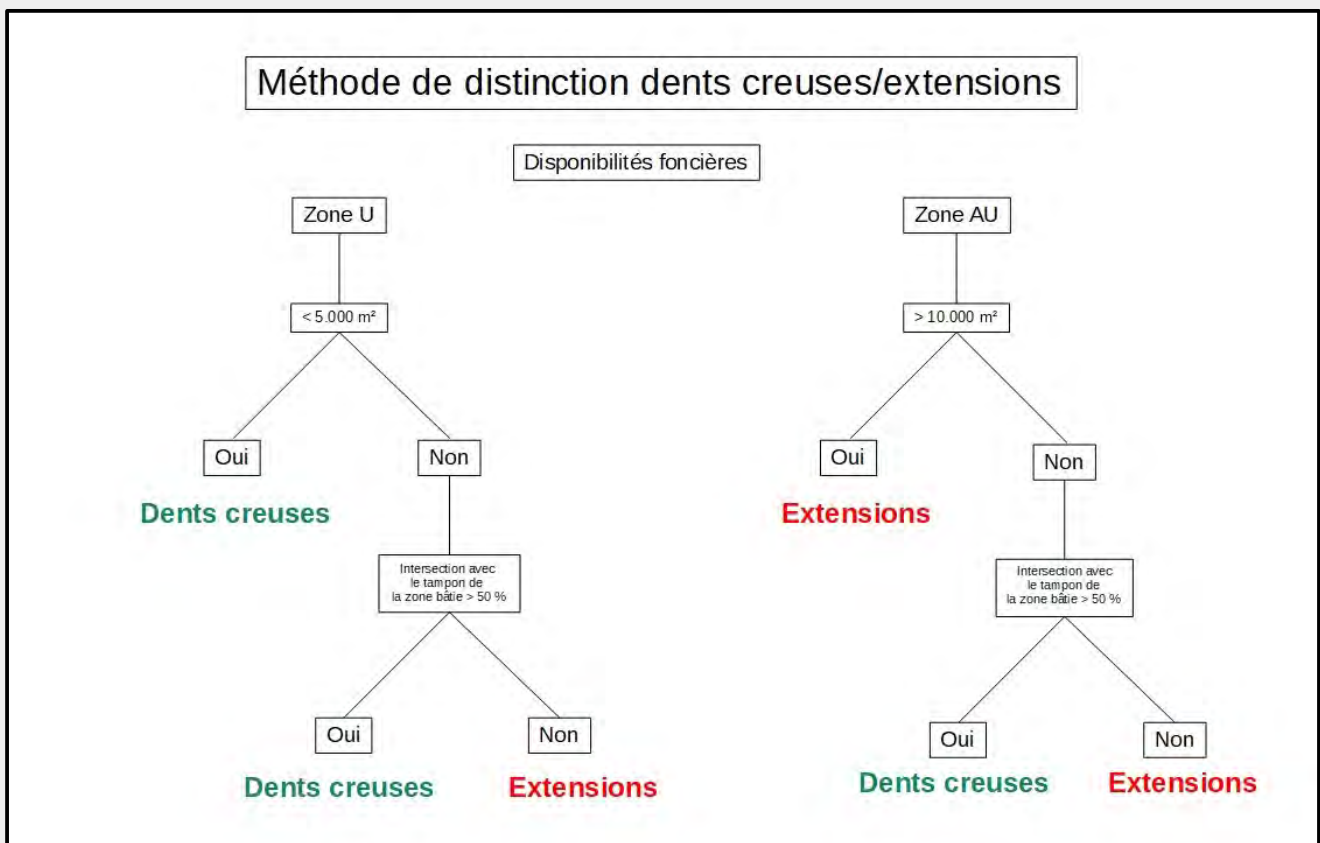 Méthode de distinction dents creuses/extensions
Disponibilités foncières
Zone U
Zone AU
< 5.000 m²
> 10.000 m²
Oui
Non
Oui
Non
Dents creuses
Extensions
Intersection avec
le tampon de
la zone bâtie > 50 %
Intersection avec
le tampon de
la zone bâtie > 50 %
Oui
Non
Oui
Non
Dents creuses
Extensions
Dents creuses
Extensions